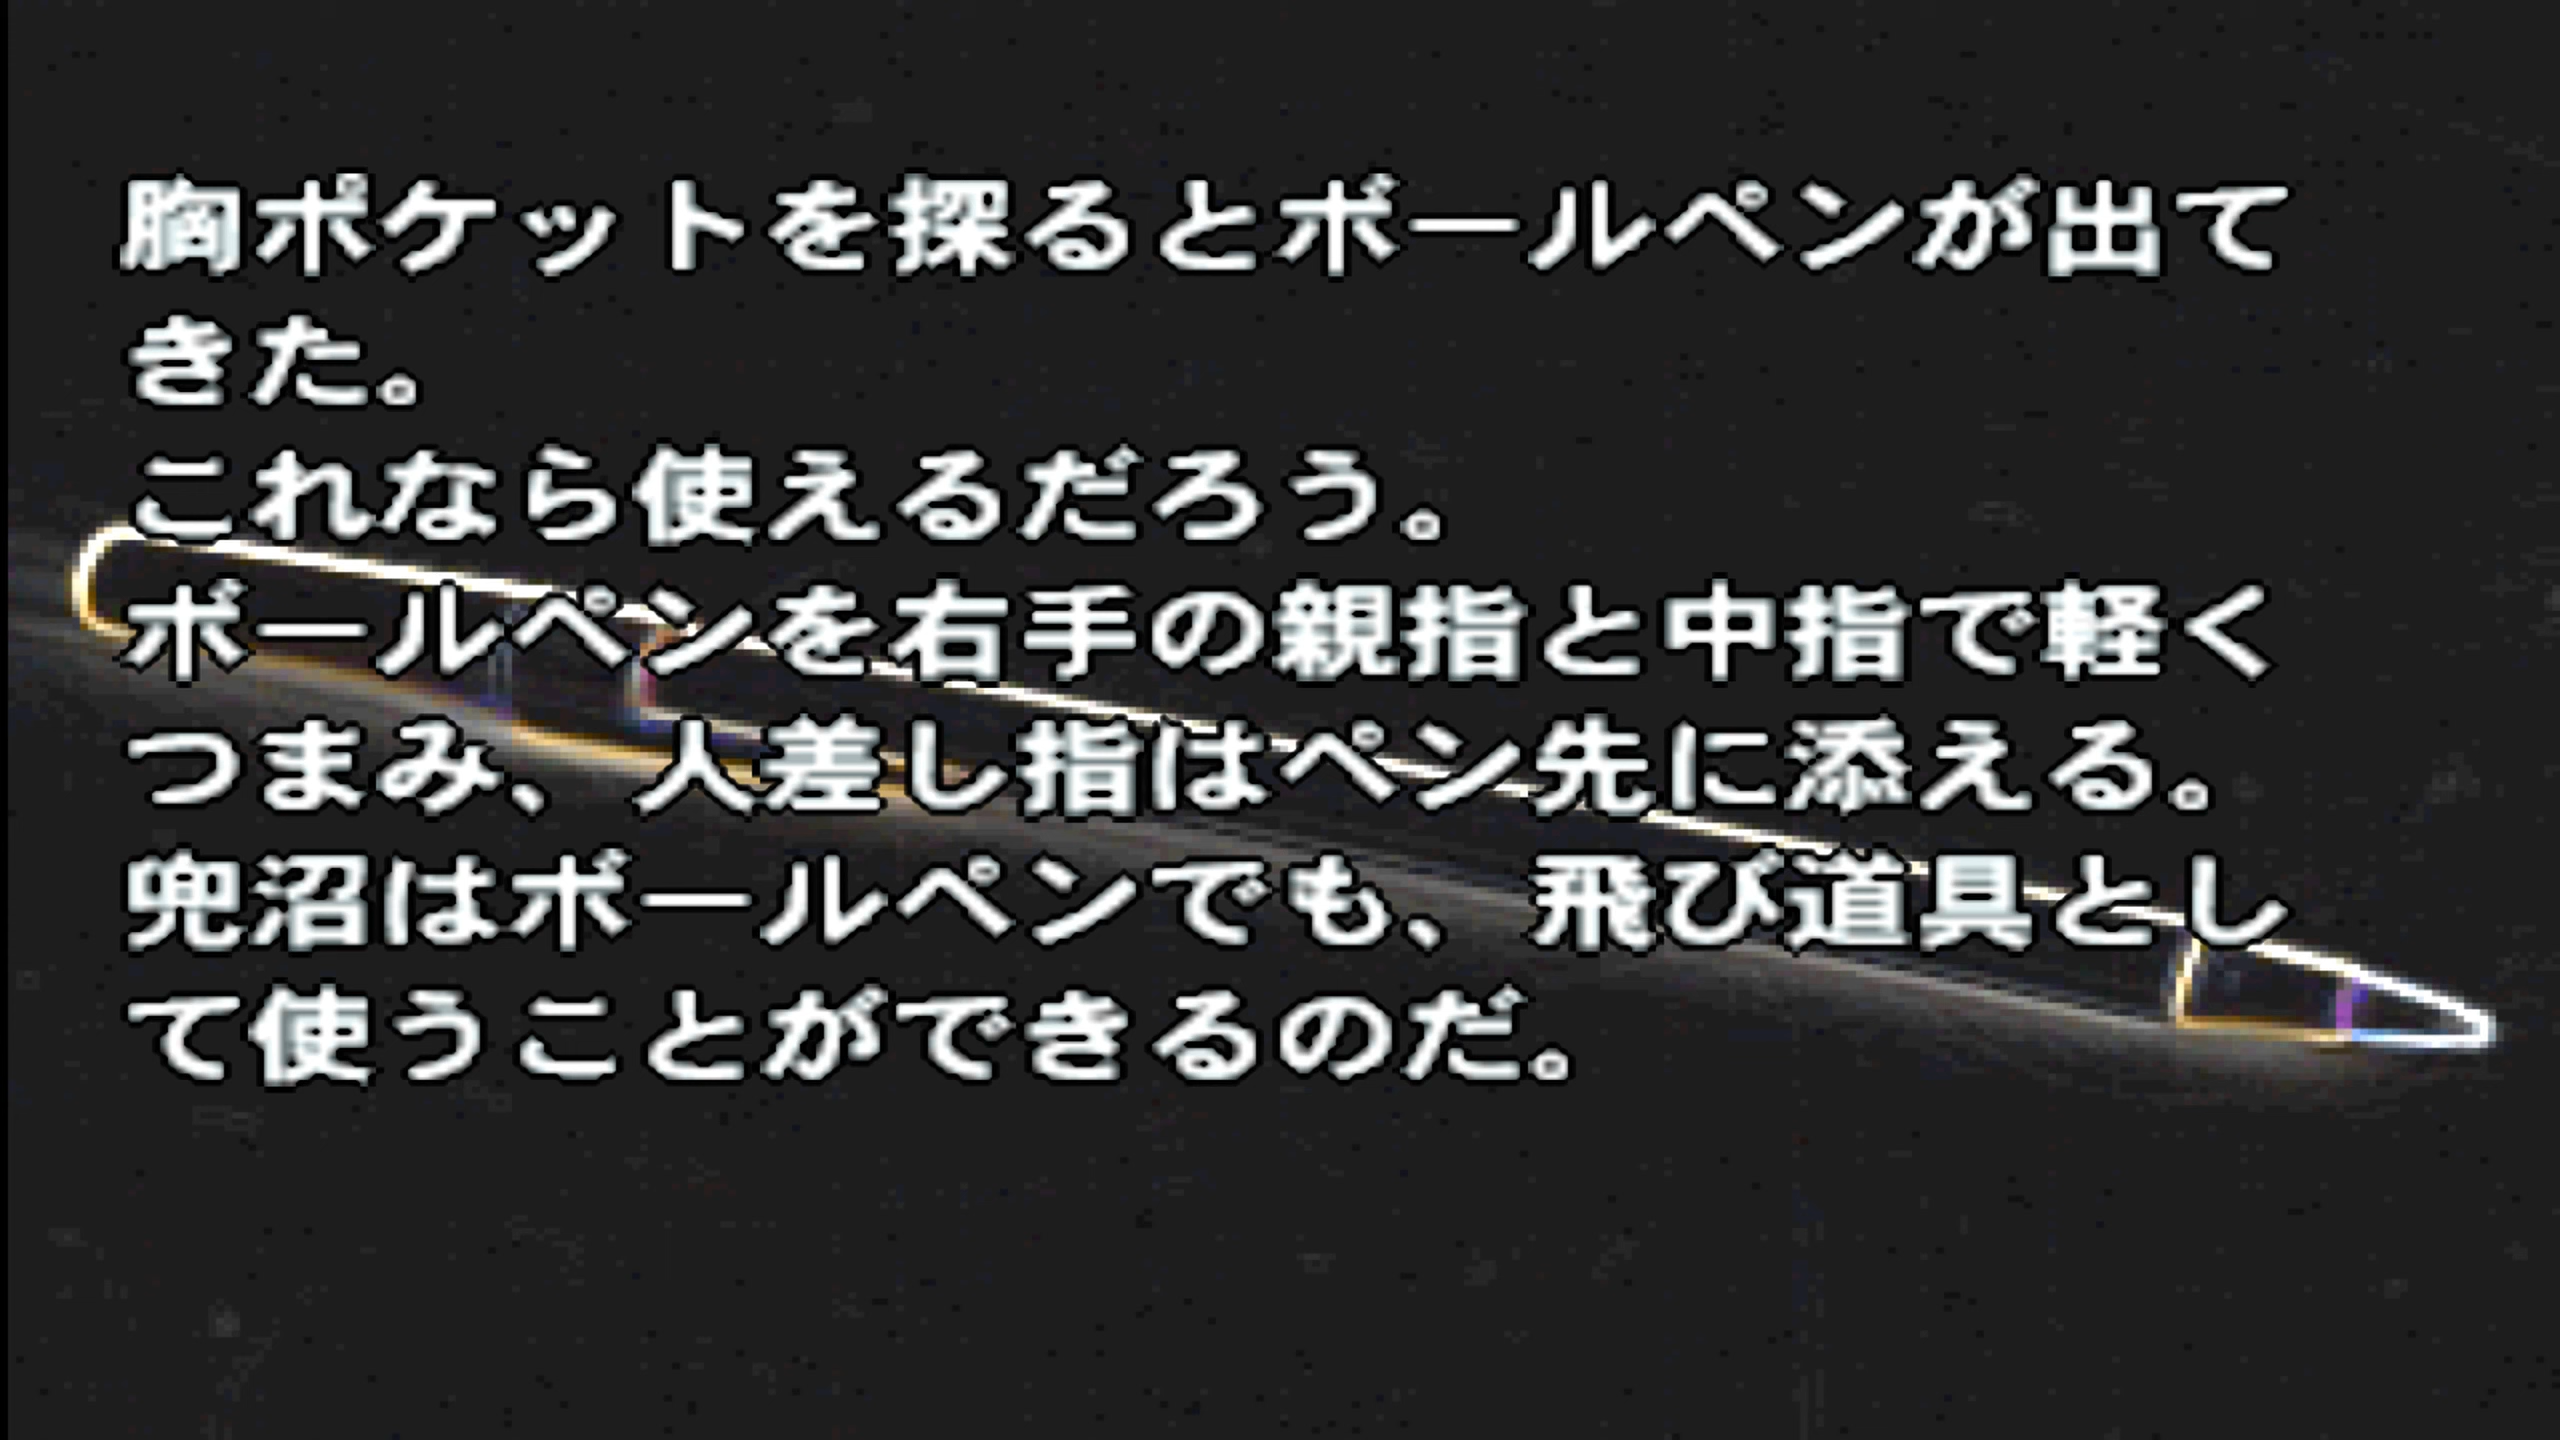 胸ポケットを探るとボールペンが出て
きた。
これなら使えるだろう。
ボールペンを右手の親指と中指で軽く
つまみ、人差し指はペン先に添える。
兜沼はボールペンでも、飛び道具とし
て使うことができるのだ。